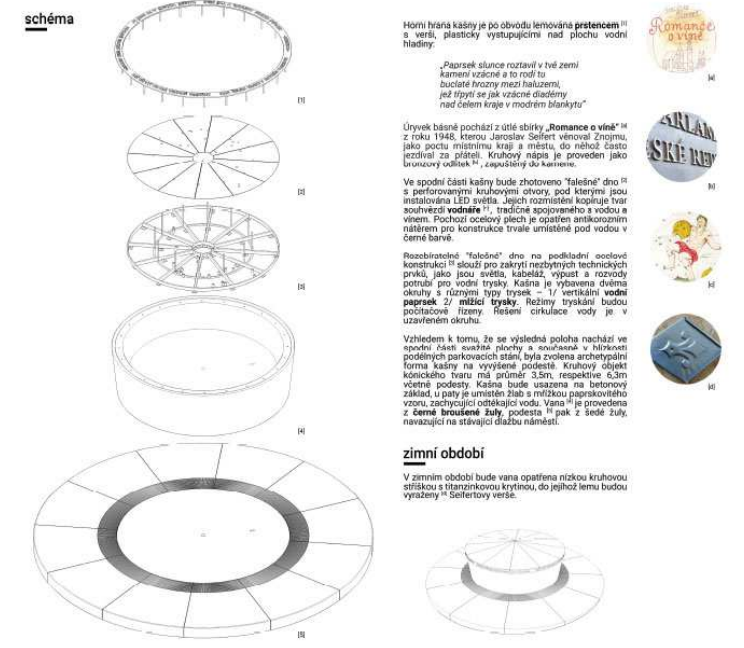 schéma
[1]
[2]
[3]
[4]
[5]
Horní hrana kašny je po obvodu lemována prstencem [1]
s verši, plasticky vystupujícími nad plochu vodní
hladiny:
„Paprsek slunce roztavil v tvé zemi
kamení vzácné a to rodí tu
buclaté hrozny mezi haluzemi,
jež třpytí se jak vzácné diadémy
nad čelem kraje v modrém blankytu“
Úryvek básně pochází z útlé sbírky „Romance o víně“ [a]
z roku 1948, kterou Jaroslav Seifert věnoval Znojmu,
jako poctu místnímu kraji a městu, do něhož často
jezdíval za přáteli. Kruhový nápis je proveden jako
bronzový odlitek [b] , zapuštěný do kamene.
Ve spodní části kašny bude zhotoveno "falešné" dno [2]
s perforovanými kruhovými otvory, pod kterými jsou
instalována LED světla. Jejich rozmístění kopíruje tvar
souhvězdí vodnáře [c] , tradičně spojovaného s vodou a
vínem. Pochozí ocelový plech je opatřen antikorozním
nátěrem pro konstrukce trvale umístěné pod vodou v
černé barvě.
Rozebíratelné "falešné" dno na podkladní ocelové
konstrukci [3] slouží pro zakrytí nezbytných technických
prvků, jako jsou světla, kabeláž, výpust a rozvody
potrubí pro vodní trysky. Kašna je vybavena dvěma
okruhy s různými typy trysek – 1/ vertikální vodní
paprsek 2/ mlžící trysky. Režimy tryskání budou
počítačově řízeny. Řešení cirkulace vody je v
uzavřeném okruhu.
Vzhledem k tomu, že se výsledná poloha nachází ve
spodní části svažité plochy a současně v blízkosti
podélných parkovacích stání, byla zvolena archetypální
forma kašny na vyvýšené podestě. Kruhový objekt
kónického tvaru má průměr 3,5m, respektive 6,3m
včetně podesty. Kašna bude usazena na betonový
základ, u paty je umístěn žlab s mřížkou paprskovitého
vzoru, zachycující odtékající vodu. Vana [4] je provedena
z černé broušené žuly, podesta [5] pak z šedé žuly,
navazující na stávající dlažbu náměstí.
zimní období
V zimním období bude vana opatřena nízkou kruhovou
stříškou s titanzinkovou krytinou, do jejíhož lemu budou
vyraženy [d] Seifertovy verše.
Romance
o víně
[a]
ARLAM
SKÉ REV
[b]
[c]
[d]